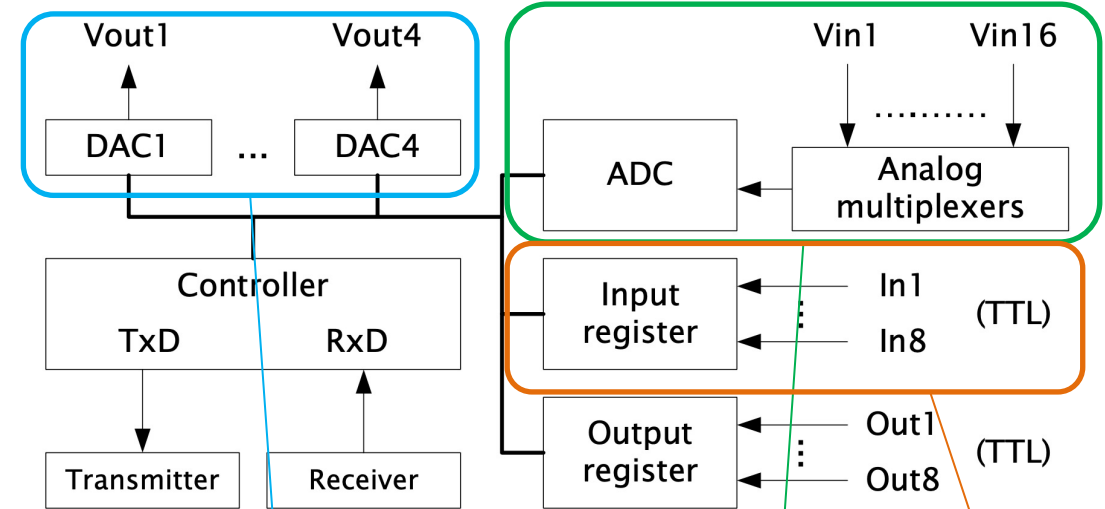 Vout1
Vout4
DAC1
...
DAC4
Controller
TxD
RxD
Transmitter
Receiver
Vin1
Vin16
..........
ADC
Analog
multiplexers
Input
register
In1
In8
(TTL)
Output
register
Out1
Out8
(TTL)